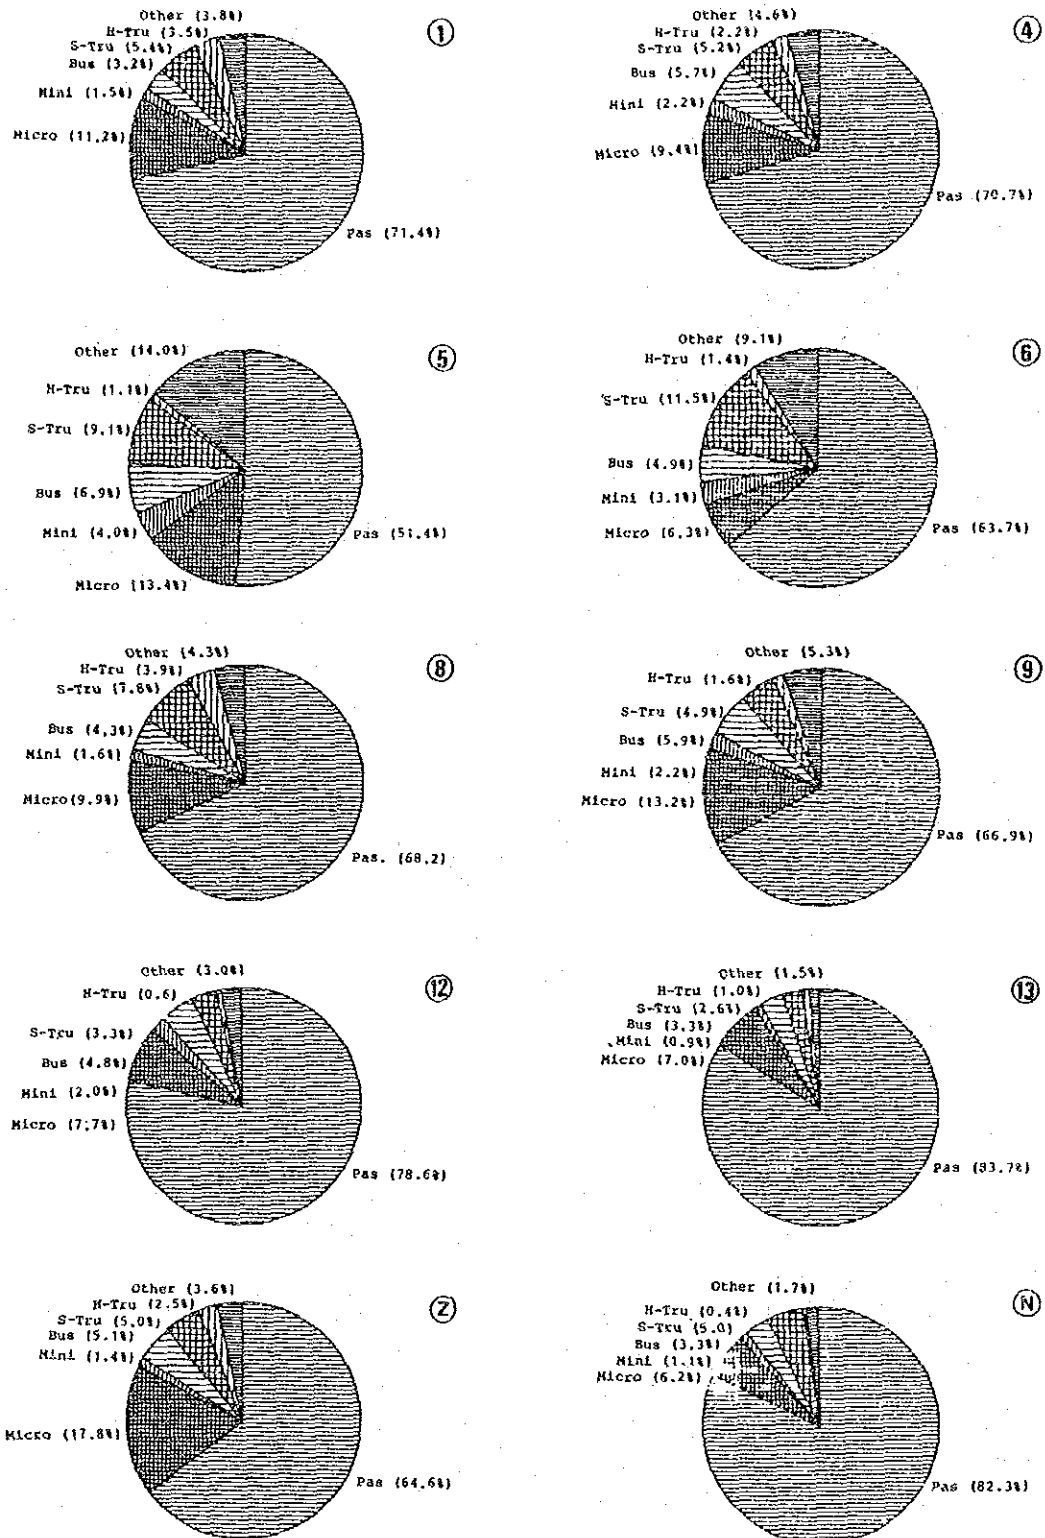 ①
Other (3.8%)
H-Tru (3.5%)
S-Tru (5.4%)
Bus (3.2%)
Mini (1.5%)
Micro (11.2%)
Pas (71.4%)
④
Other (4.6%)
H-Tru (2.2%)
S-Tru (5.2%)
Bus (5.7%)
Mini (2.2%)
Micro (9.4%)
Pas (70.7%)
⑤
Other (14.0%)
H-Tru (1.1%)
S-Tru (9.1%)
Bus (6.9%)
Mini (4.0%)
Micro (13.4%)
Pas (51.4%)
⑥
Other (9.1%)
H-Tru (1.4%)
S-Tru (11.5%)
Bus (4.9%)
Mini (3.1%)
Micro (6.3%)
Pas (63.7%)
⑧
Other (4.3%)
H-Tru (3.9%)
S-Tru (7.8%)
Bus (4.3%)
Mini (1.6%)
Micro(9.9%)
Pas. (68.2)
⑨
Other (5.3%)
H-Tru (1.6%)
S-Tru (4.9%)
Bus (5.9%)
Mini (2.2%)
Micro (13.2%)
Pas (66.9%)
⑫
Other (3.0%)
H-Tru (0.6)
S-Tru (3.3%)
Bus (4.8%)
Mini (2.0%)
Micro (7.7%)
Pas (78.6%)
⑬
Other (1.5%)
H-Tru (1.0%)
S-Tru (2.6%)
Bus (3.3%)
Mini (0.9%)
Micro (7.0%)
Pas (83.7%)
Ⓩ
Other (3.6%)
H-Tru (2.5%)
S-Tru (5.0%)
Bus (5.1%)
Mini (1.4%)
Micro (17.8%)
Pas (64.6%)
Ⓝ
Other (1.7%)
H-Tru (0.4%)
S-Tru (5.0)
Bus (3.3%)
Mini (1.1%)
Micro (6.2%)
Pas (82.3%)